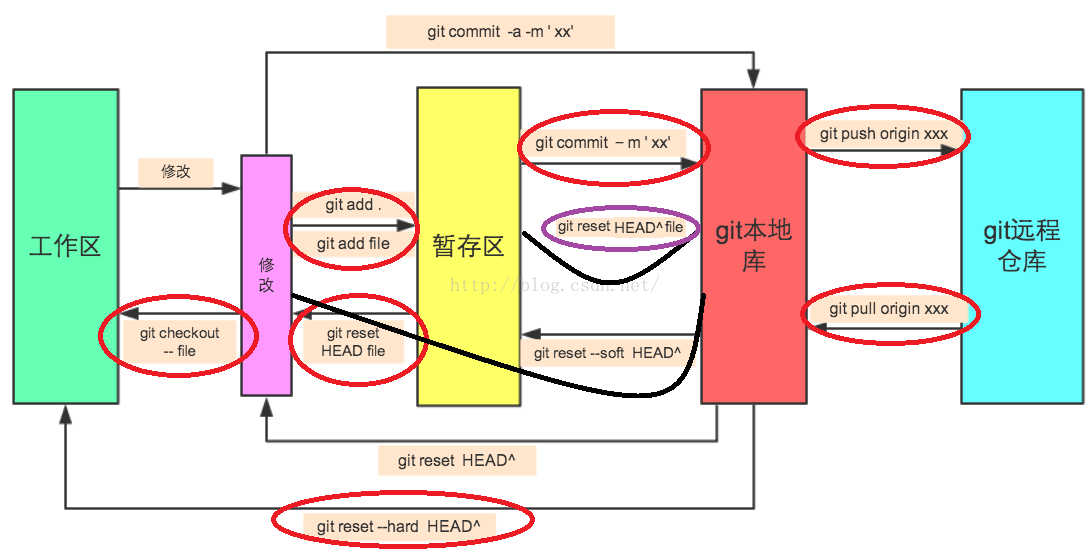 git commit -a -m ' xx'
工作区
修改
修
改
git add .
git add file
暂存区
git commit – m ' xx'
git reset HEAD^ file
git本地
库
git push origin xxx
git远程
仓库
http://blog.csdn.net/
git pull origin xxx
git checkout
-- file
git reset
HEAD file
git reset --soft HEAD^
git reset HEAD^
git reset --hard HEAD^